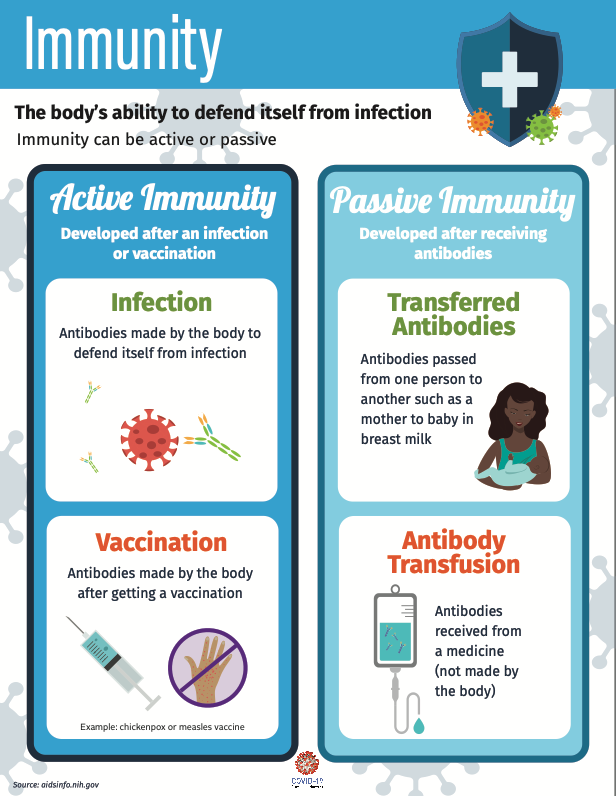 Immunity
The body's ability to defend itself from infection
Immunity can be active or passive
Active Immunity
Developed after an infection
or vaccination
Infection
Antibodies made by the body to
defend itself from infection
Vaccination
Antibodies made by the body
after getting a vaccination
Example: chickenpox or measles vaccine
Passive Immunity
Developed after receiving
antibodies
Transferred
Antibodies
Antibodies passed
from one person to
another such as a
mother to baby in
breast milk
Antibody
Transfusion
Antibodies
received from
a medicine
(not made by
the body)
Source: aidsinfo.nih.gov
COVID-19